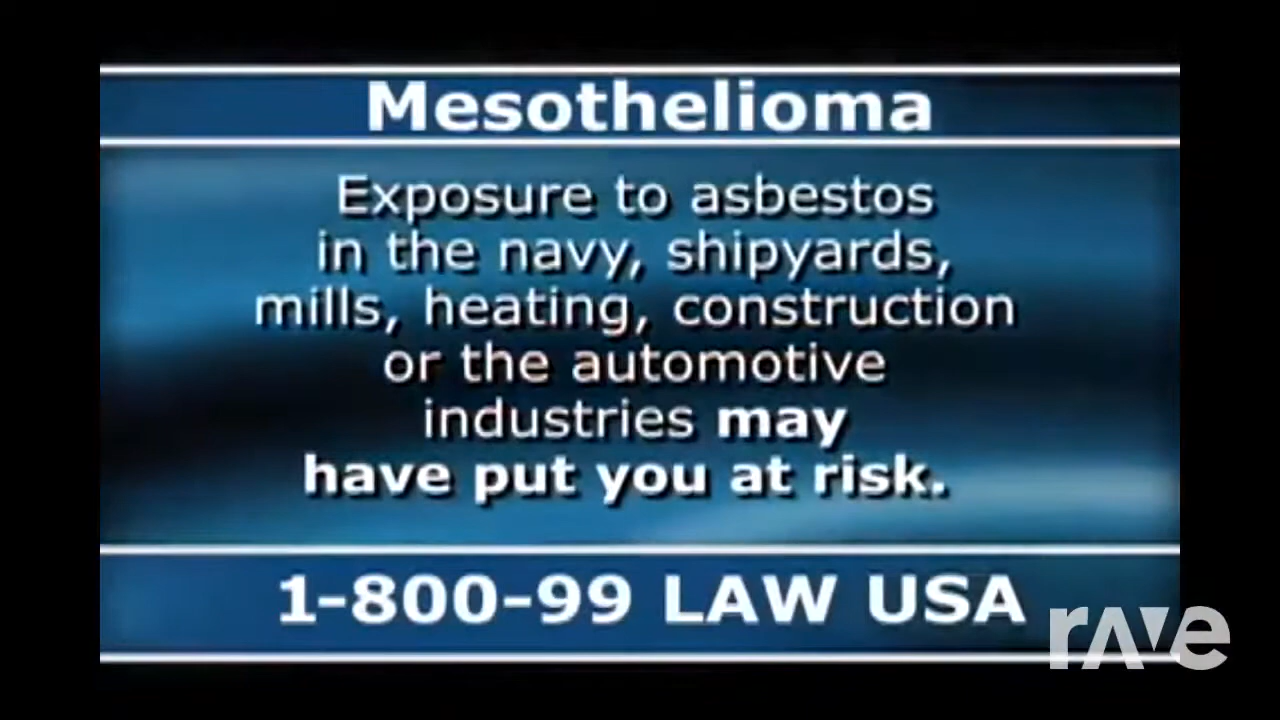 Mesothelioma
Exposure to asbestos
in the navy, shipyards,
mills, heating, construction
or the automotive
industries may
have put you at risk.
1-800-99 LAW USA
rave